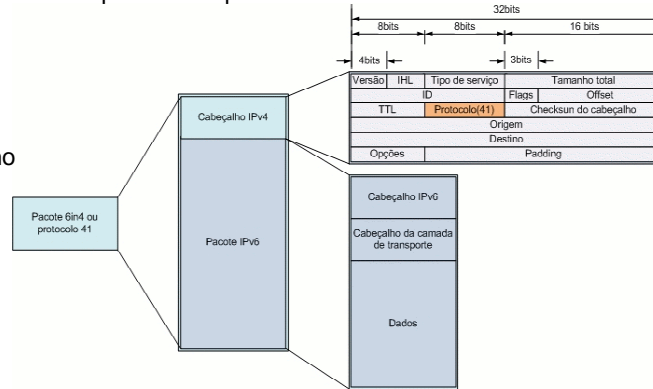 32bits
8bits 8bits 16 bits
4bits 3bits
Versão IHL Tipo de serviço Tamanho total
ID Flags Offset
TTL Protocolo(41) Checksun do cabeçalho
Origem
Destino
Opções Padding
Cabeçalho IPv4
Pacote IPv6
Pacote 6in4 ou
protocolo 41
Cabeçalho IPv6
Cabeçalho da camada
de transporte
Dados